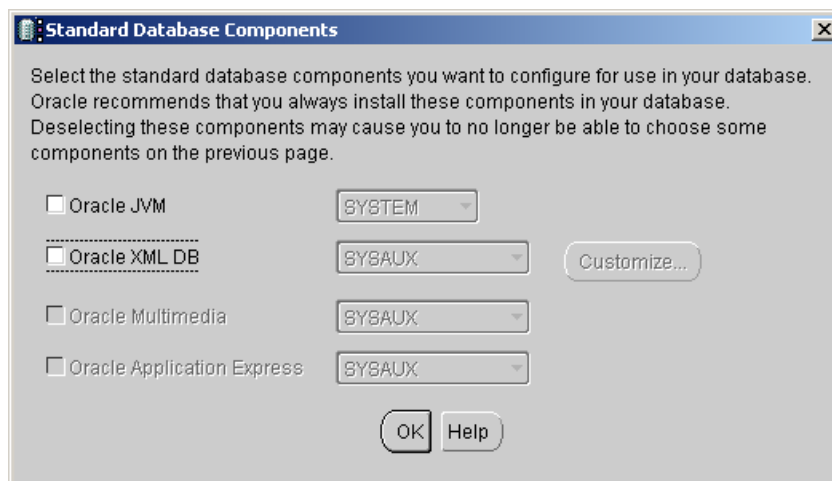 Standard Database Components
Select the standard database components you want to configure for use in your database.
Oracle recommends that you always install these components in your database.
Deselecting these components may cause you to no longer be able to choose some
components on the previous page.
Oracle JVM SYSTEM
Oracle XML DB SYSAUX Customize...
Oracle Multimedia SYSAUX
Oracle Application Express SYSAUX
OK Help